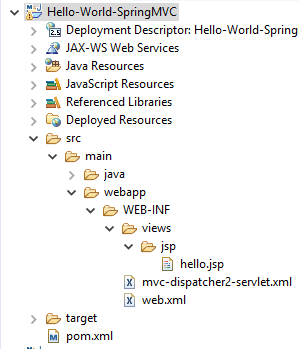 Hello-World-SpringMVC
Deployment Descriptor: Hello-World-Spring
JAX-WS Web Services
Java Resources
JavaScript Resources
Referenced Libraries
Deployed Resources
src
main
java
webapp
WEB-INF
views
jsp
hello.jsp
mvc-dispatcher2-servlet.xml
web.xml
target
pom.xml